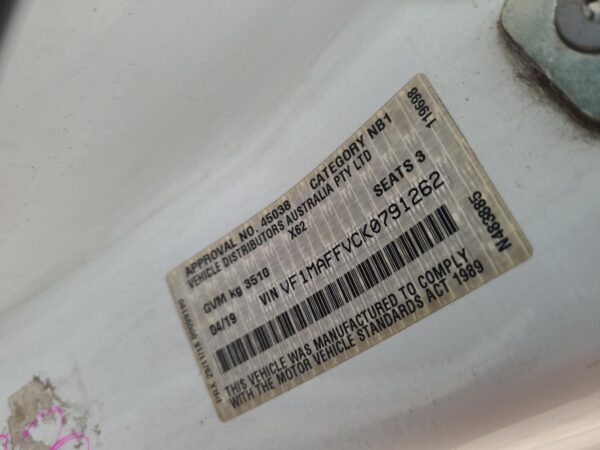 APPROVAL NO. 45038 CATEGORY NB1
VEHICLE DISTRIBUTORS AUSTRALIA PTY LTD
X62
GVM kg 3510 SEATS 3
04/19 VIN VF1MAFFVCK0791262
THIS VEHICLE WAS MANUFACTURED TO COMPLY
WITH THE MOTOR VEHICLE STANDARDS ACT 1989
119698
N483885